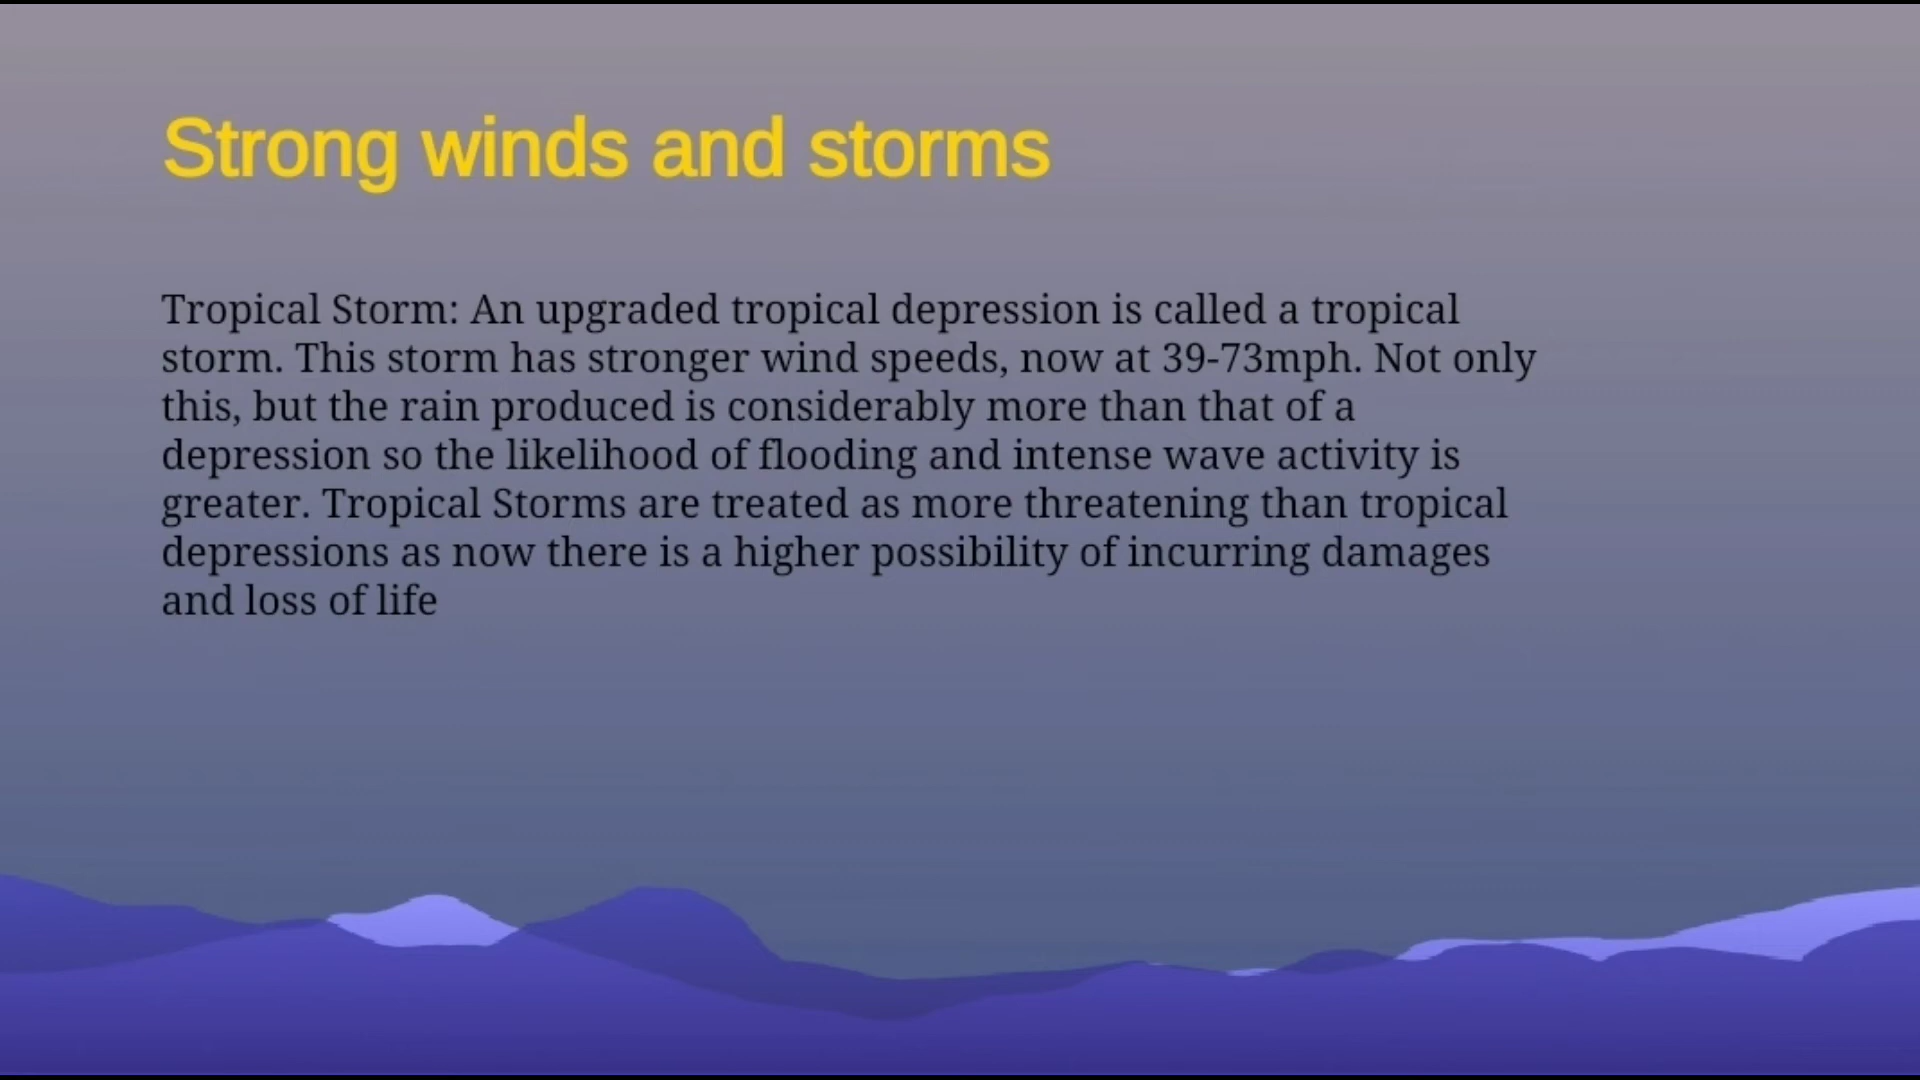 Strong winds and storms
Tropical Storm: An upgraded tropical depression is called a tropical
storm. This storm has stronger wind speeds, now at 39-73mph. Not only
this, but the rain produced is considerably more than that of a
depression so the likelihood of flooding and intense wave activity is
greater. Tropical Storms are treated as more threatening than tropical
depressions as now there is a higher possibility of incurring damages
and loss of life